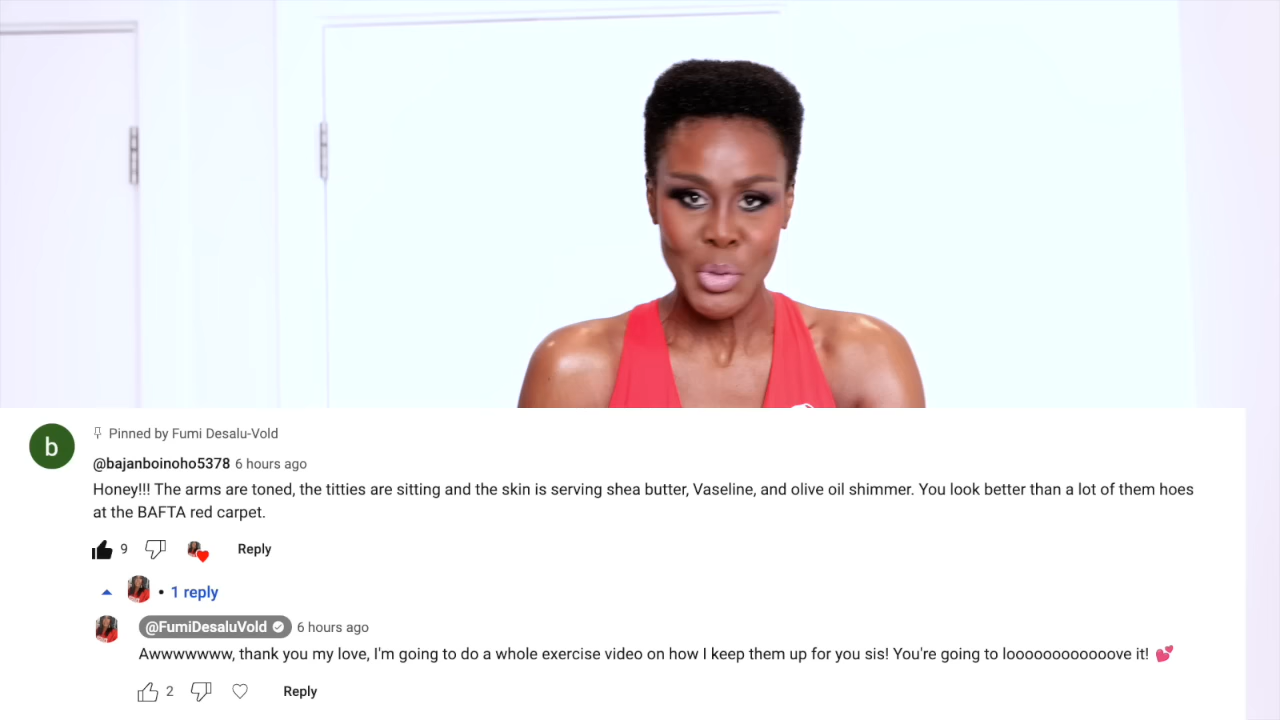 Pinned by Fumi Desalu-Vold
@bajanboinoho5378 6 hours ago
Honey!!! The arms are toned, the titties are sitting and the skin is serving shea butter, Vaseline, and olive oil shimmer. You look better than a lot of them hoes
at the BAFTA red carpet.
9 Reply
1 reply
@FumiDesaluVold 6 hours ago
Awwwwwww, thank you my love, I'm going to do a whole exercise video on how I keep them up for you sis! You're going to looooooooooove it! 💕
2 Reply
b